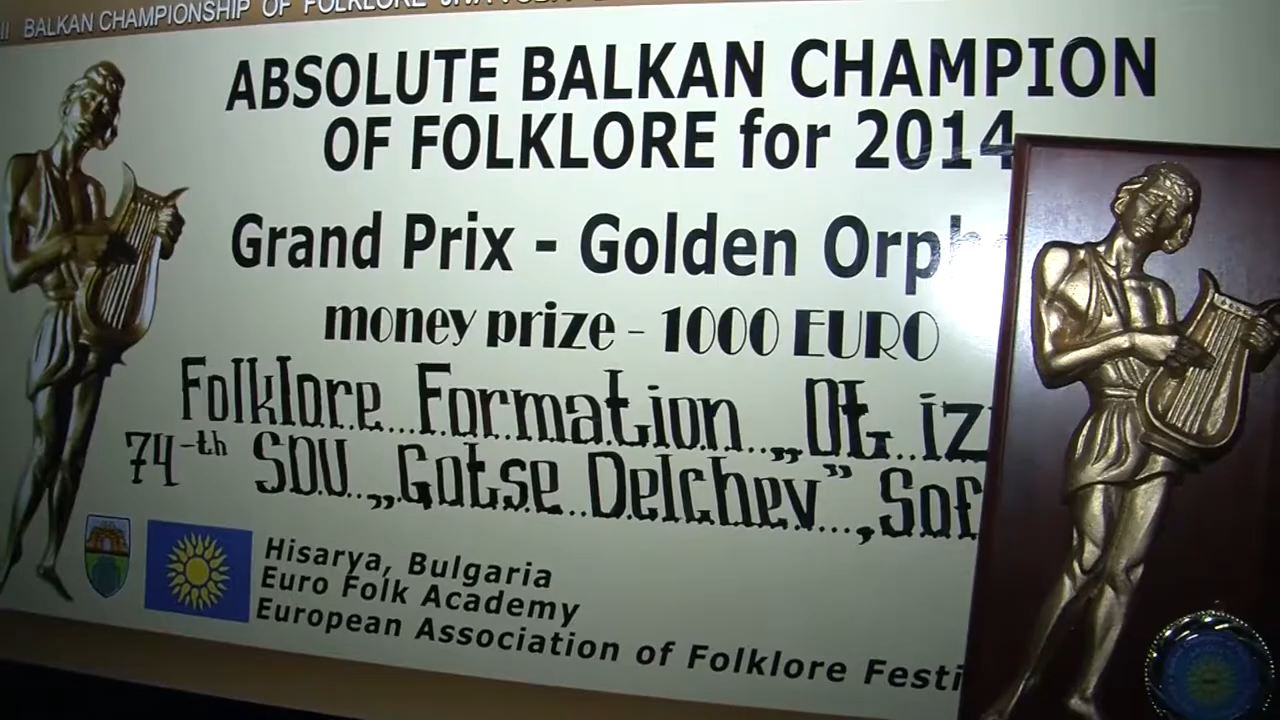 BALKAN CHAMPIONSHIP OF FOLKLORE
ABSOLUTE BALKAN CHAMPION
OF FOLKLORE for 2014
Grand Prix - Golden
money prize - 1000 EURO
Folklore Formation „Ot
74-th SOU „Gotse Delchev”,
Hisarya, Bulgaria
Euro Folk Academy
European Association of Folklore